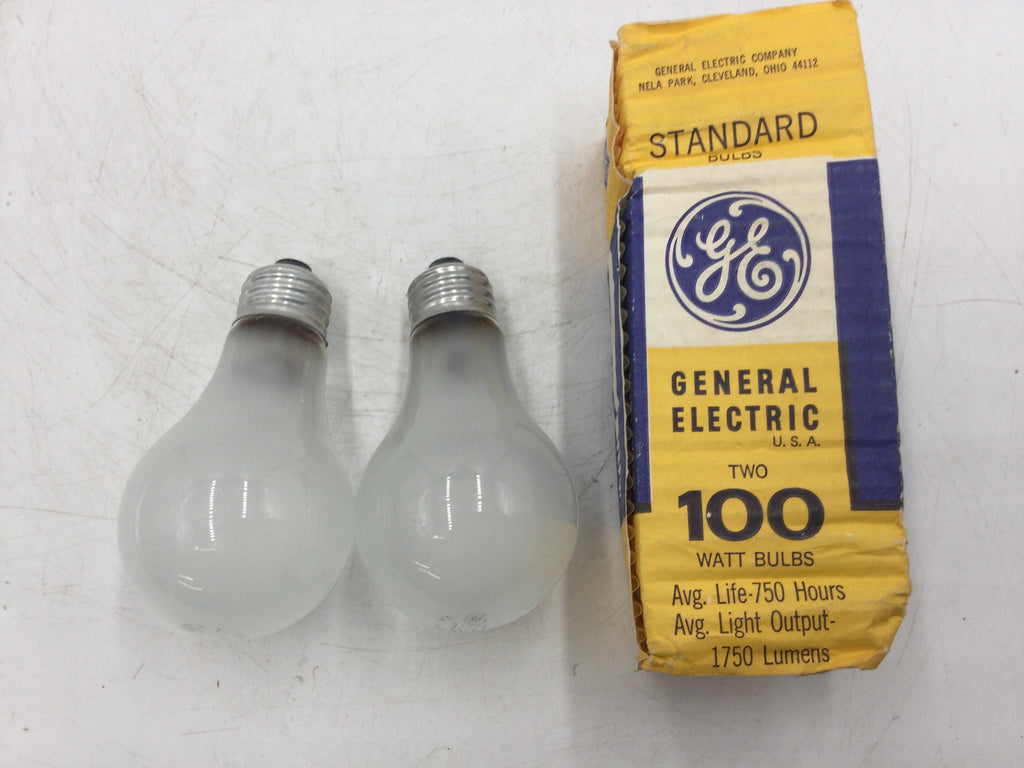 GENERAL ELECTRIC COMPANY
NELA PARK, CLEVELAND, OHIO 44112
STANDARD
BULBS
GE
GENERAL
ELECTRIC
U. S. A.
TWO
100
WATT BULBS
Avg. Life-750 Hours
Avg. Light Output-
1750 Lumens